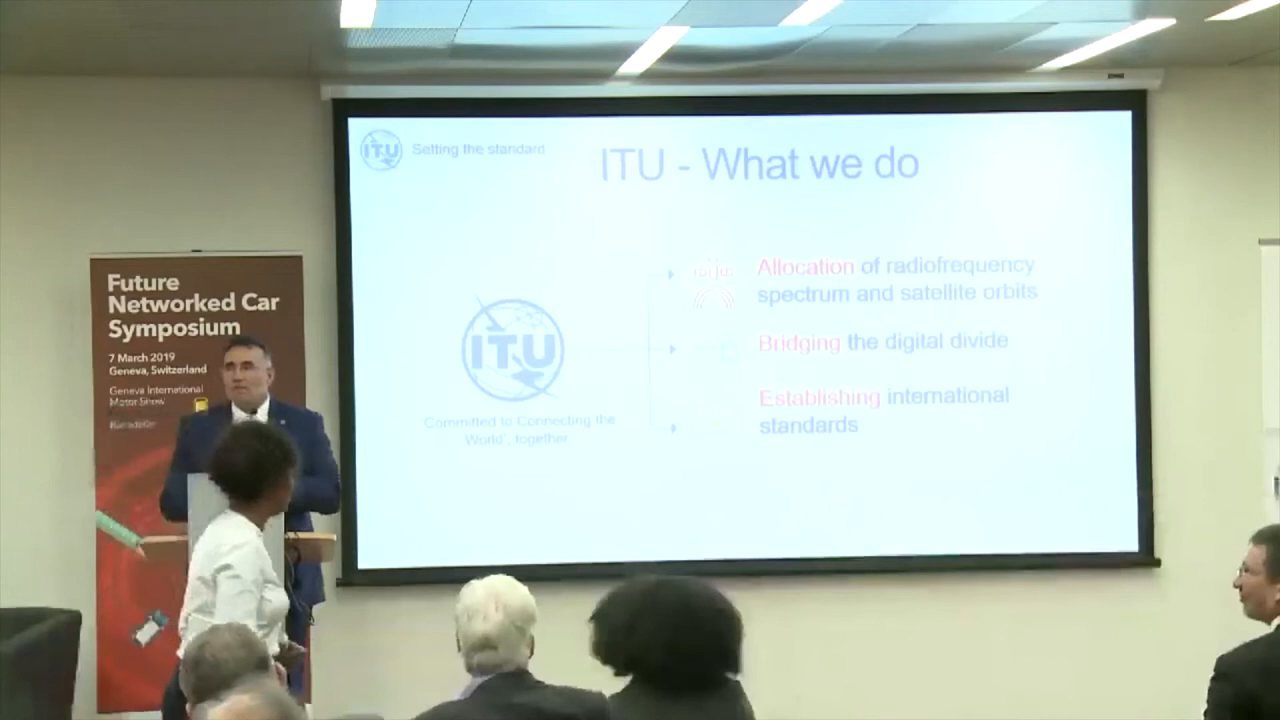 ITU
Setting the standard
ITU - What we do
Allocation of radiofrequency
spectrum and satellite orbits
Bridging the digital divide
Establishing international
standards
ITU
Committed to Connecting the
World", together
Future
Networked Car
Symposium
7 March 2019
Geneva, Switzerland
Geneva International
Motor Show